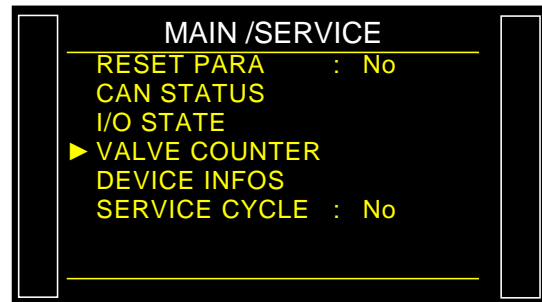 MAIN /SERVICE
RESET PARA : No
CAN STATUS
I/O STATE
► VALVE COUNTER
DEVICE INFOS
SERVICE CYCLE : No